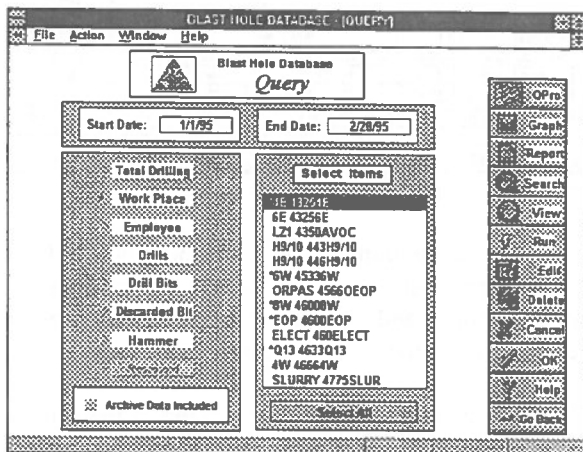 BLAST HOLE DATABASE - [QUERY]
File Action Window Help
Blast Hole Database
Query
Start Date: 1/1/95
End Date: 2/28/95
Total Drilling
Work Place
Employee
Drills
Drill Bits
Discarded Bit
Hammer
Archive Data Included
Select Items
6E 43256E
LZ1 4350AVOC
H9/10 443H9/10
H9/10 446H9/10
*6W 45336W
ORPAS 4566OEOP
*8W 46008W
*EOP 4600EOP
ELECT 460ELECT
*Q13 4633Q13
4W 46664W
SLURRY 4775SLUR
Select All
OPro
Graph
Report
Search
View
Run
Edit
Delete
Cancel
OK
Help
Go Back